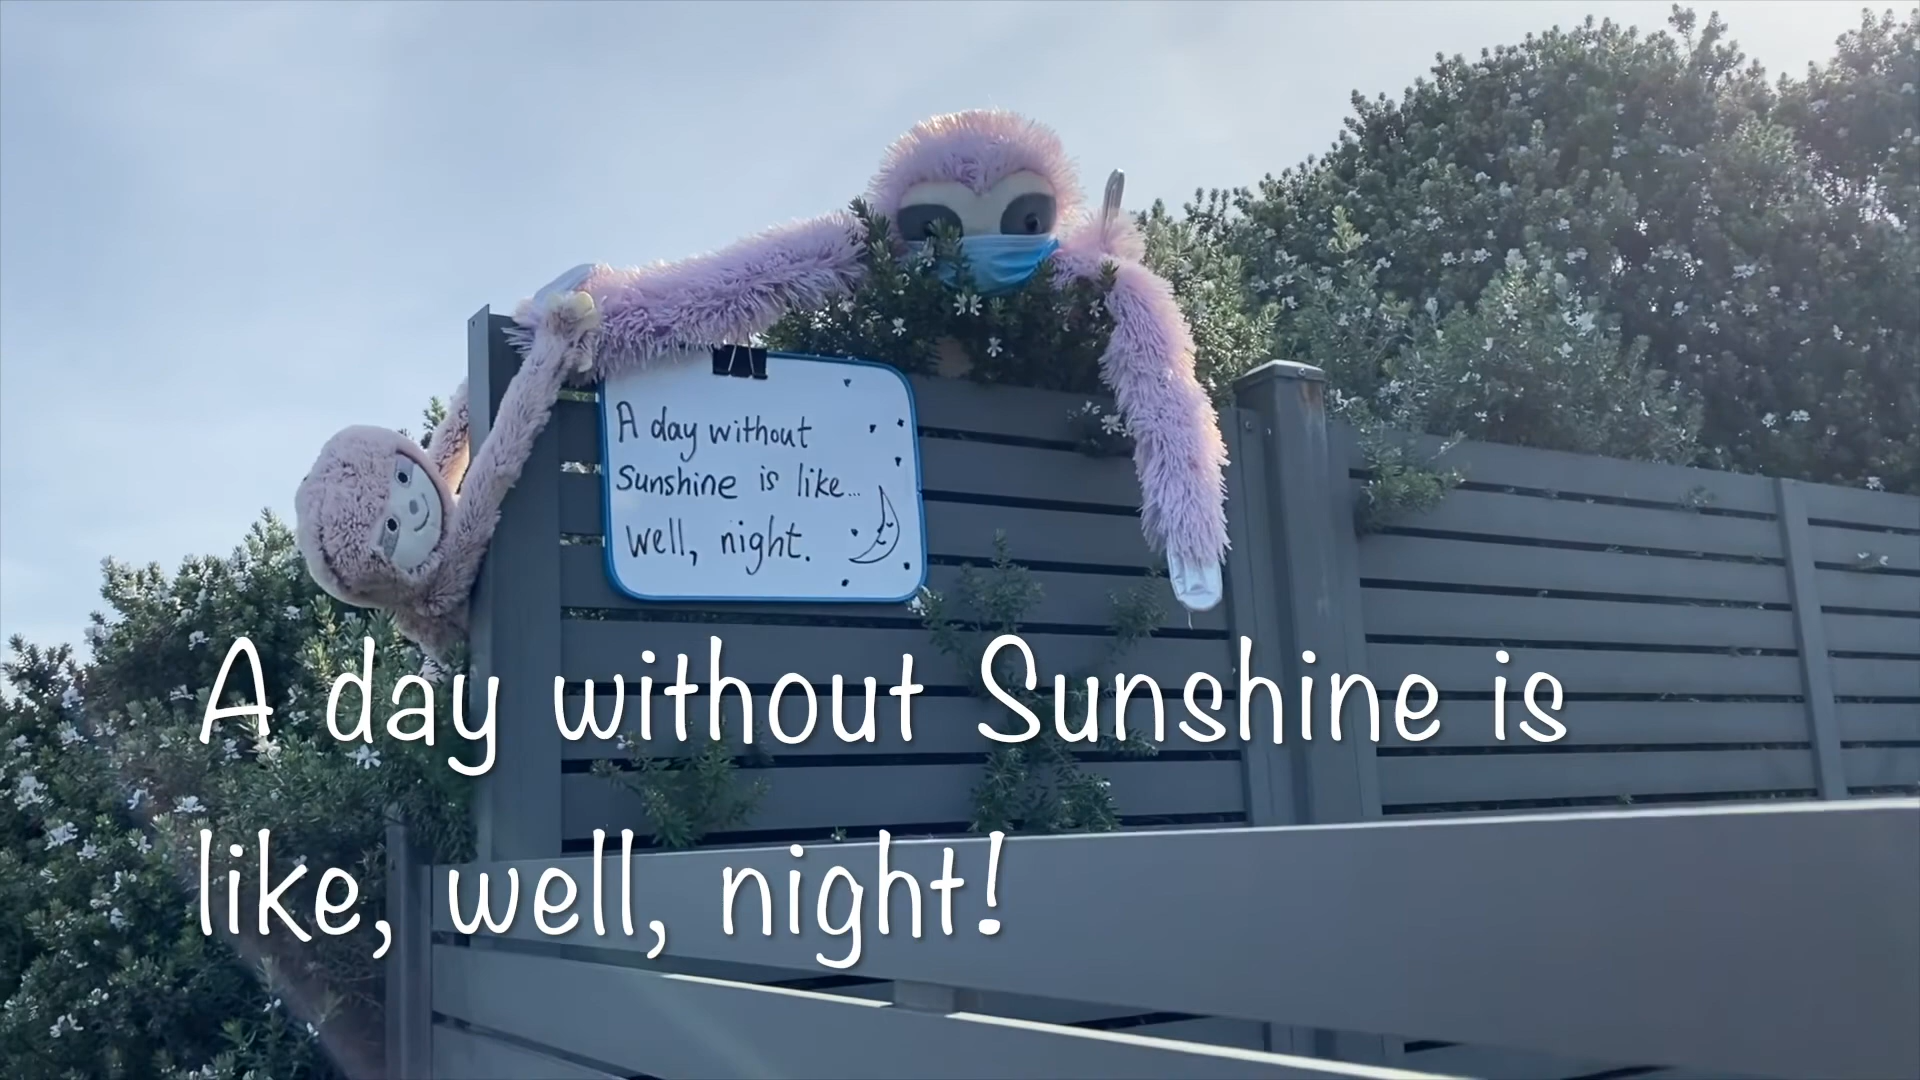 A day without
Sunshine is like...
well, night.
A day without Sunshine is
like, well, night!